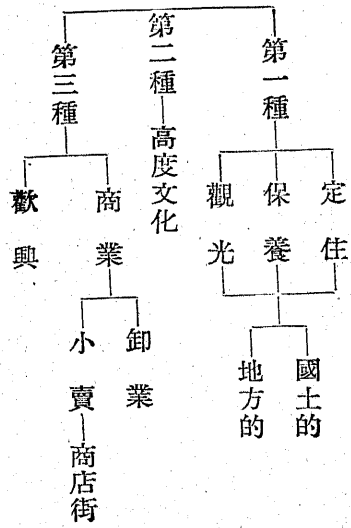 第一種
定住
保養
觀光
國土的
地方的
第二種
高度文化
第三種
商業
卸業
小賣
商店街
歡興